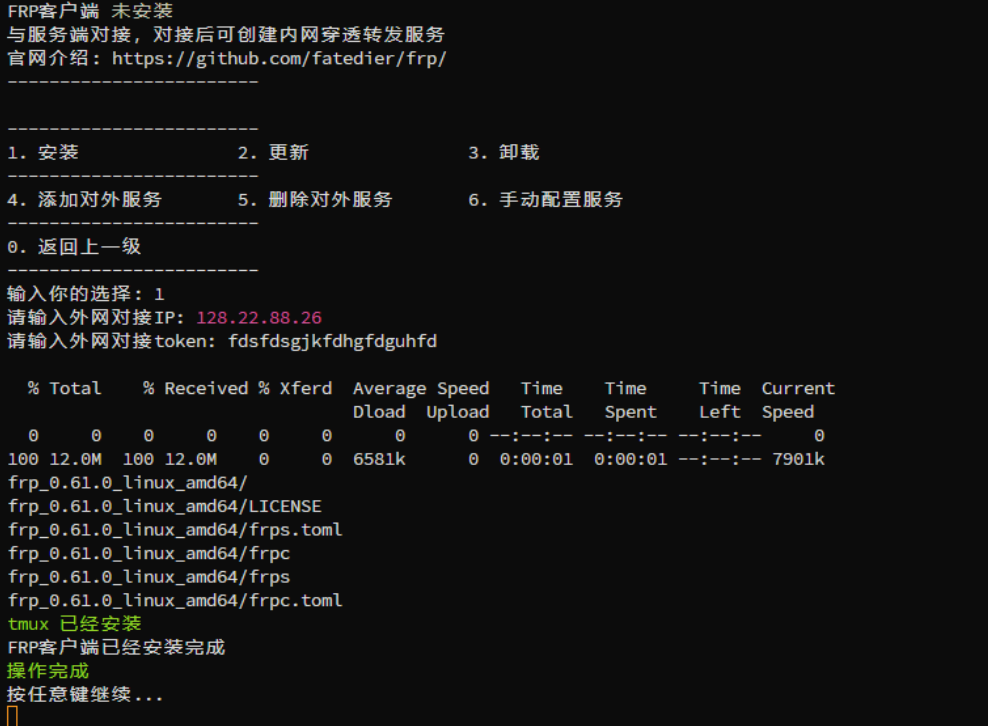 FRP客户端 未安装
与服务端对接，对接后可创建内网穿透转发服务
官网介绍: https://github.com/fatedier/frp/
------------------------
------------------------
1. 安装 2. 更新 3. 卸载
------------------------
4. 添加对外服务 5. 删除对外服务 6. 手动配置服务
------------------------
0. 返回上一级
------------------------
输入你的选择: 1
请输入外网对接IP: 128.22.88.26
请输入外网对接token: fdsfdsgjkfdhgfdguhfd
% Total % Received % Xferd Average Speed Time Time Time Current
Dload Upload Total Spent Left Speed
0 0 0 0 0 0 0 0 --:--:-- --:--:-- --:--:-- 0
100 12.0M 100 12.0M 0 0 6581k 0 0:00:01 0:00:01 --:--:-- 7901k
frp_0.61.0_linux_amd64/
frp_0.61.0_linux_amd64/LICENSE
frp_0.61.0_linux_amd64/frps.toml
frp_0.61.0_linux_amd64/frpc
frp_0.61.0_linux_amd64/frps
frp_0.61.0_linux_amd64/frpc.toml
tmux 已经安装
FRP客户端已经安装完成
操作完成
按任意键继续...